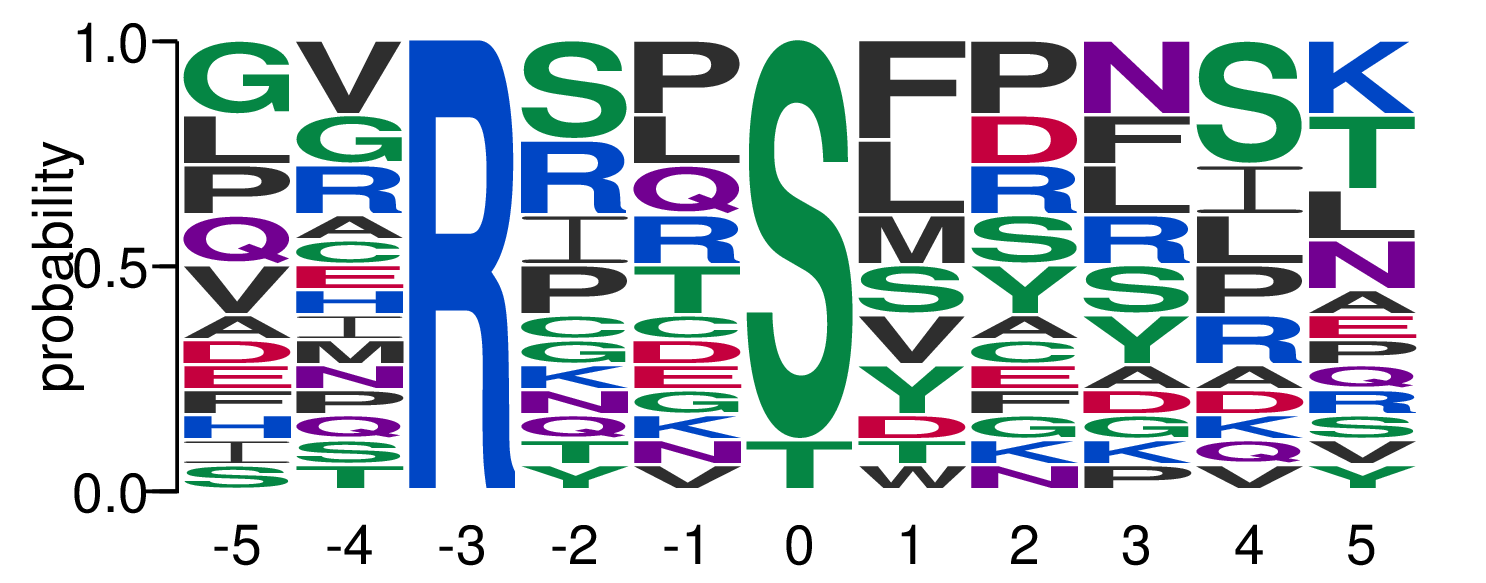 probability
1.0
0.5
0.0
G L P Q V A D E F H I S
V G R A C E H I M N P Q S T
R
S R I P C G K N Q T Y
P L Q R T C D E G K N V
S T
F L M S V Y D T W
P D R S Y A C E F G K N
N F L R S Y A D G K P
S I L P R A D K Q V
K T L N A E P Q R S V Y
-5 -4 -3 -2 -1 0 1 2 3 4 5